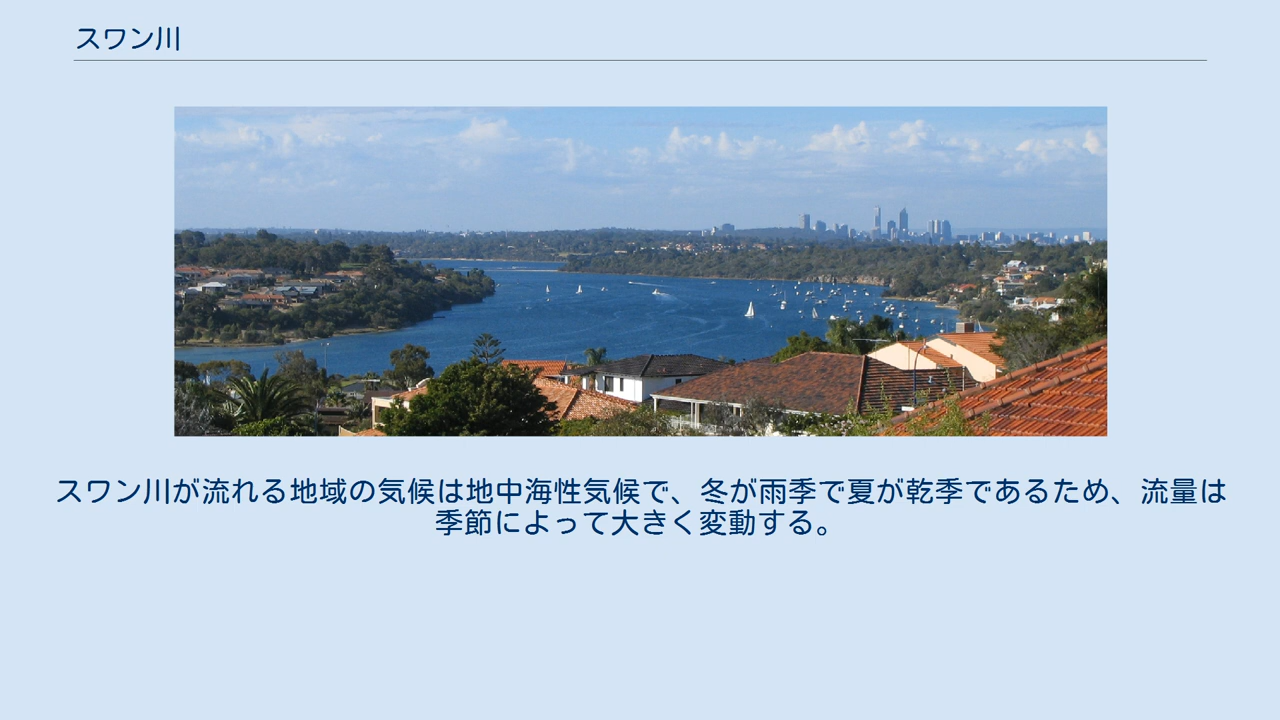 スワン川
スワン川が流れる地域の気候は地中海性気候で、冬が雨季で夏が乾季であるため、流量は
季節によって大きく変動する。